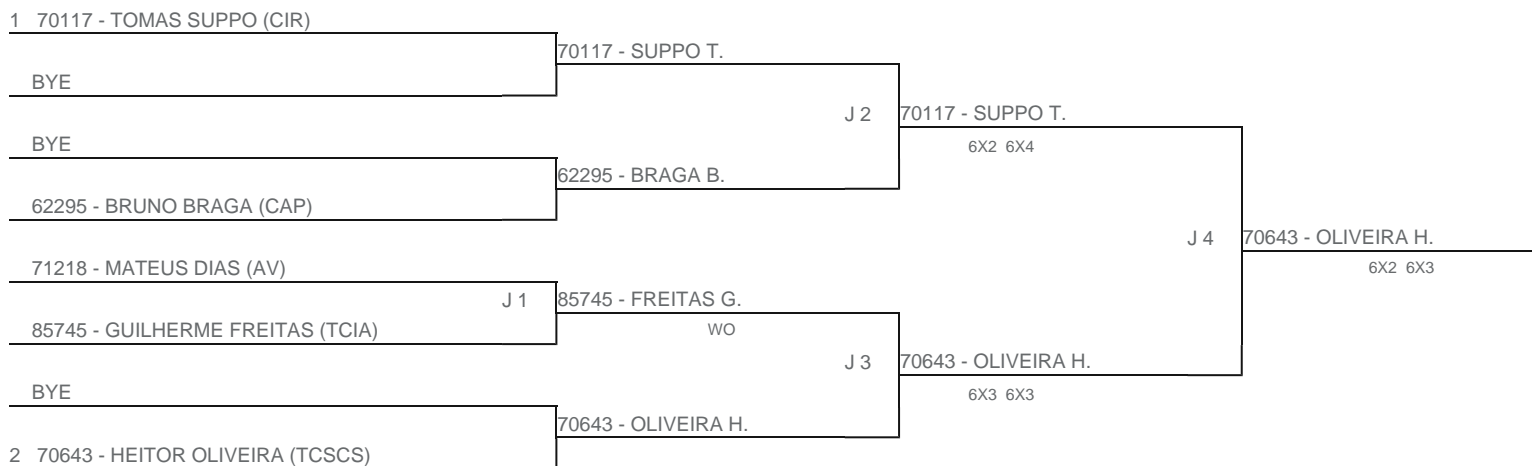 1 70117 - TOMAS SUPPO (CIR)
70117 - SUPPO T.
BYE
J 2
70117 - SUPPO T.
6X2 6X4
BYE
62295 - BRAGA B.
62295 - BRUNO BRAGA (CAP)
J 4
70643 - OLIVEIRA H.
6X2 6X3
71218 - MATEUS DIAS (AV)
J 1
85745 - FREITAS G.
WO
85745 - GUILHERME FREITAS (TCIA)
J 3
70643 - OLIVEIRA H.
6X3 6X3
BYE
70643 - OLIVEIRA H.
2 70643 - HEITOR OLIVEIRA (TCSCS)